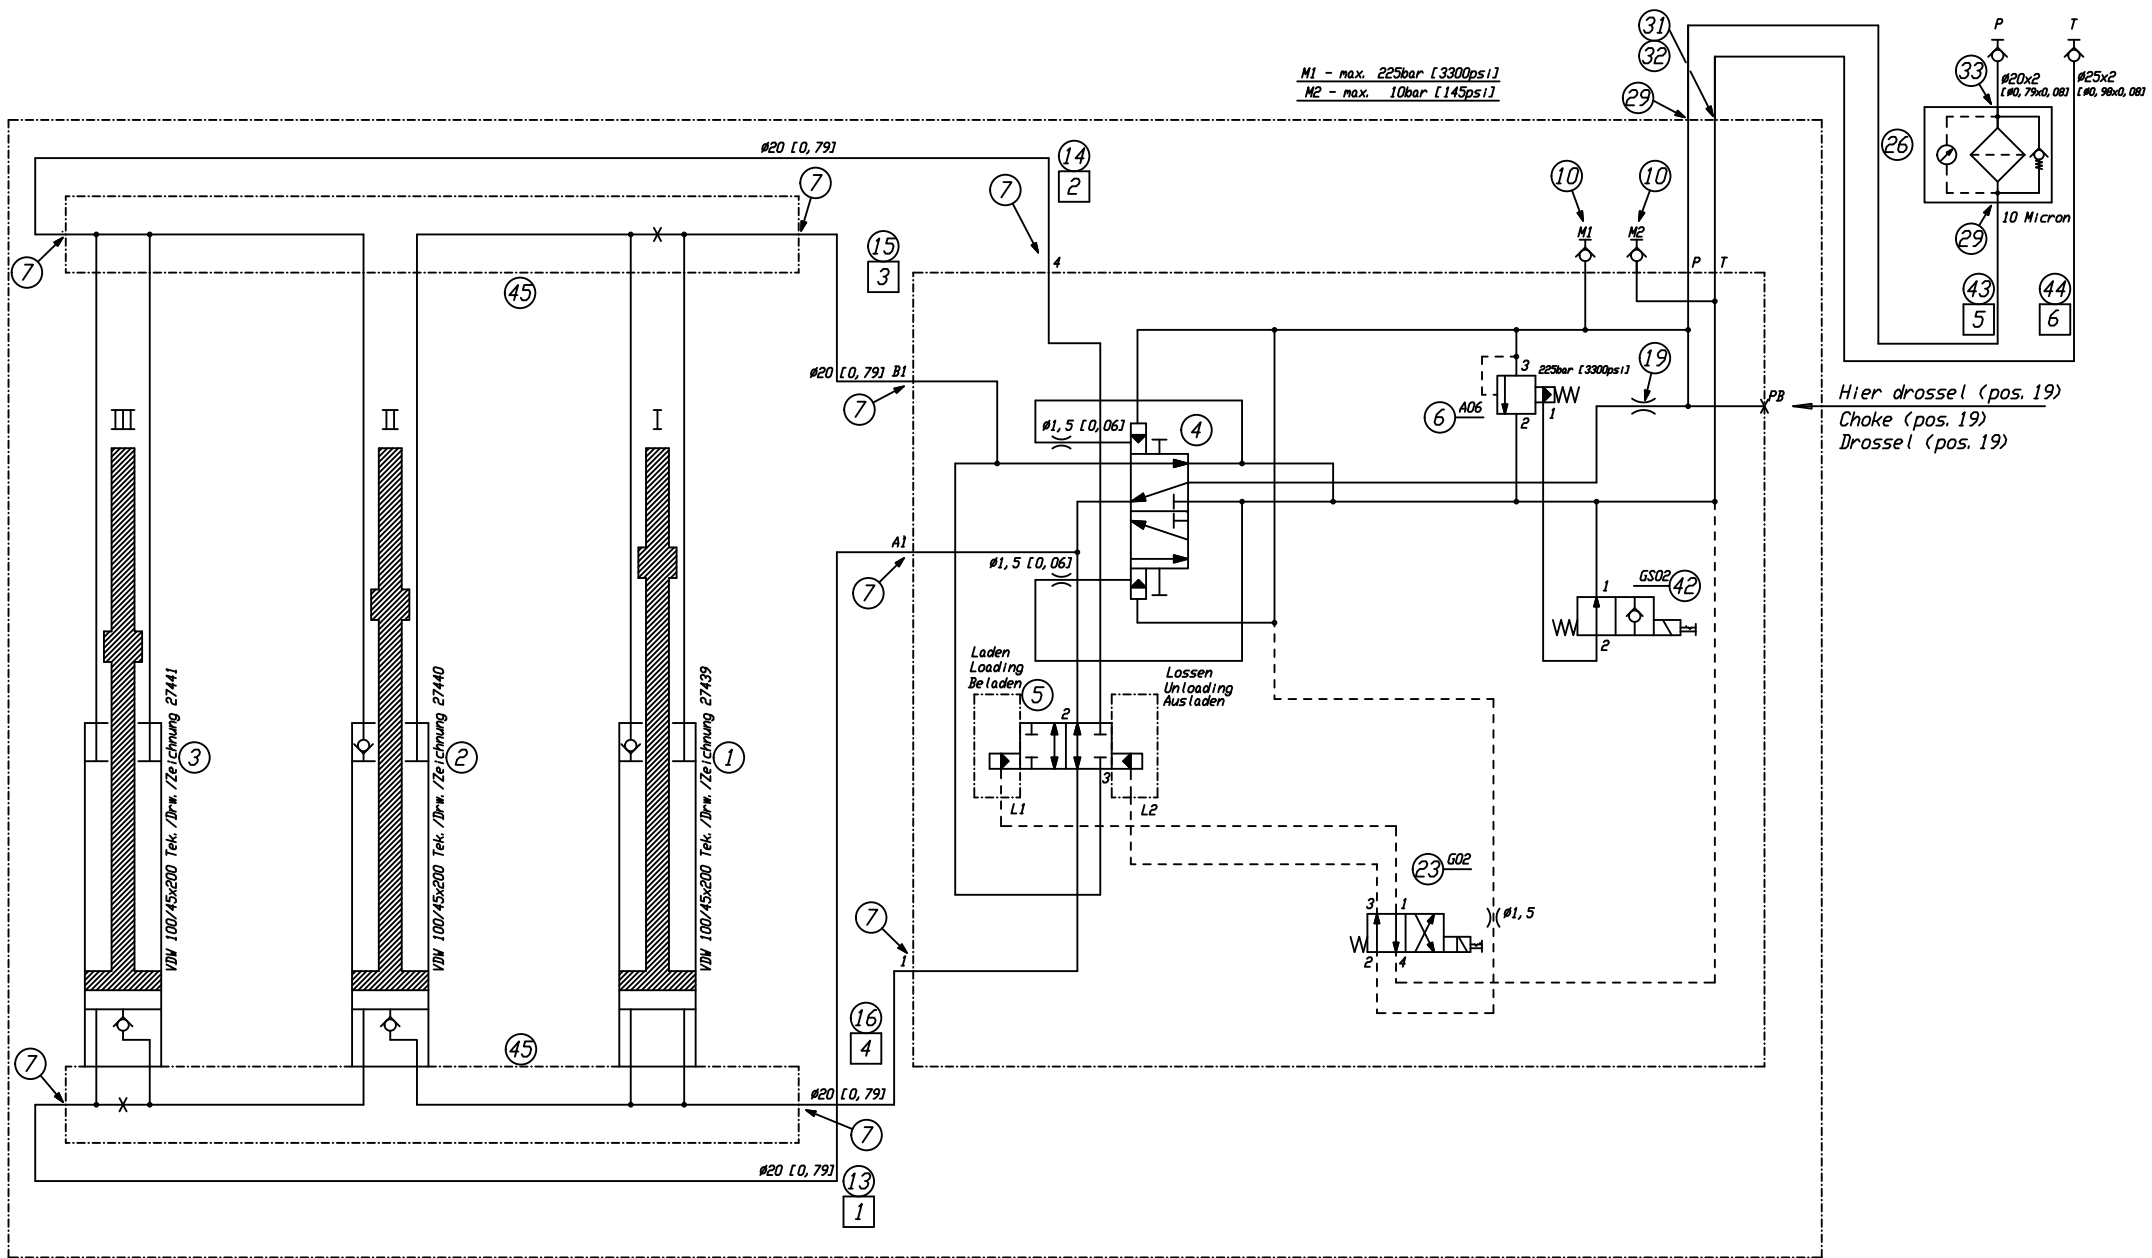 31
32
P
T
M1 - max. 225bar [3300psi]
M2 - max. 10bar [145psi]
29
33
Ø20x2
[Ø0,79x0,08]
Ø25x2
[Ø0,98x0,08]
26
10 Micron
29
Ø20 [0,79]
14
2
7
7
10
10
M1
M2
7
45
15
3
4
P
T
43
5
44
6
Ø20 [0,79]
B1
7
3
225bar [3300psi]
19
6
A06
1
2
PB
Hier drossel (pos. 19)
Choke (pos. 19)
Drossel (pos. 19)
III
II
I
Ø1,5 [0,06]
4
A1
7
Ø1,5 [0,06]
1
GS02
42
2
Laden
Loading
Beladen
5
Lossen
Unloading
Ausladen
2
3
L1
L2
VDW 100/45x200 Tek./Drw./Zeichnung 27441
3
VDW 100/45x200 Tek./Drw./Zeichnung 27440
2
VDW 100/45x200 Tek./Drw./Zeichnung 27439
1
23
G02
3
1
2
4
Ø1,5
7
1
16
4
7
45
Ø20 [0,79]
7
Ø20 [0,79]
13
1